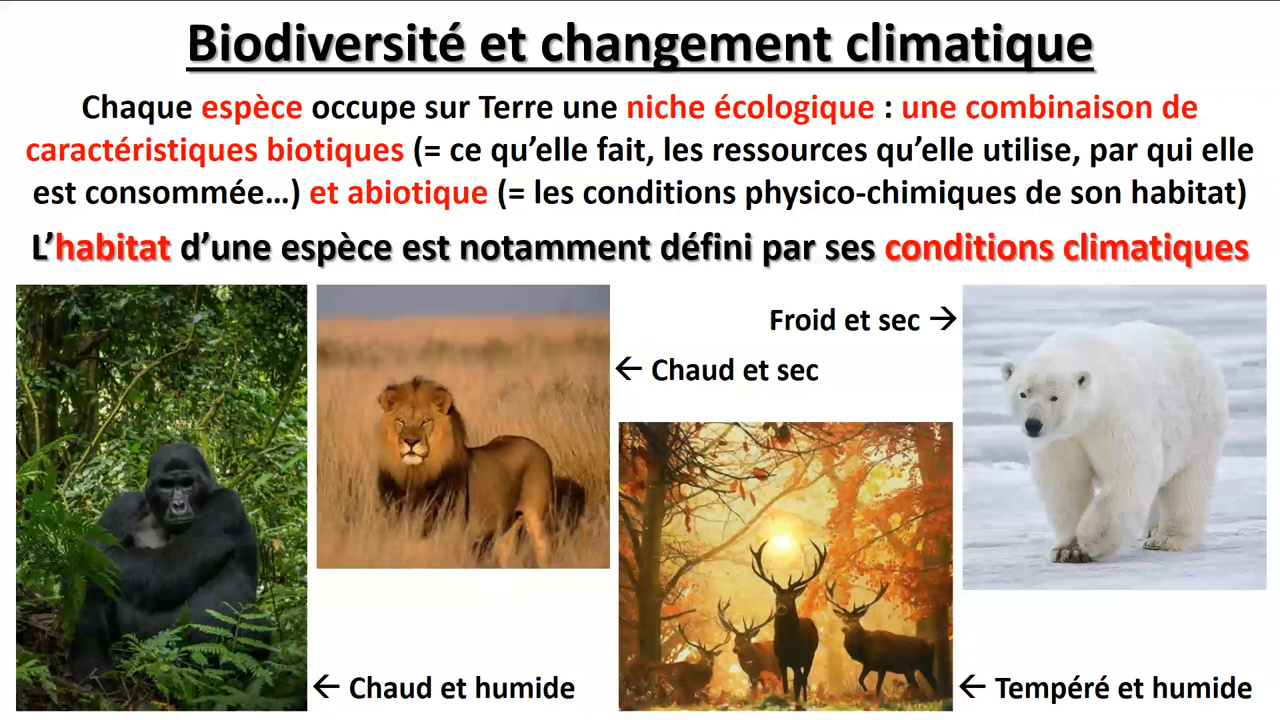 Biodiversité et changement climatique
Chaque espèce occupe sur Terre une niche écologique : une combinaison de
caractéristiques biotiques (= ce qu’elle fait, les ressources qu’elle utilise, par qui elle
est consommée…) et abiotique (= les conditions physico-chimiques de son habitat)
L’habitat d’une espèce est notamment défini par ses conditions climatiques
Froid et sec →
← Chaud et sec
← Chaud et humide
← Tempéré et humide